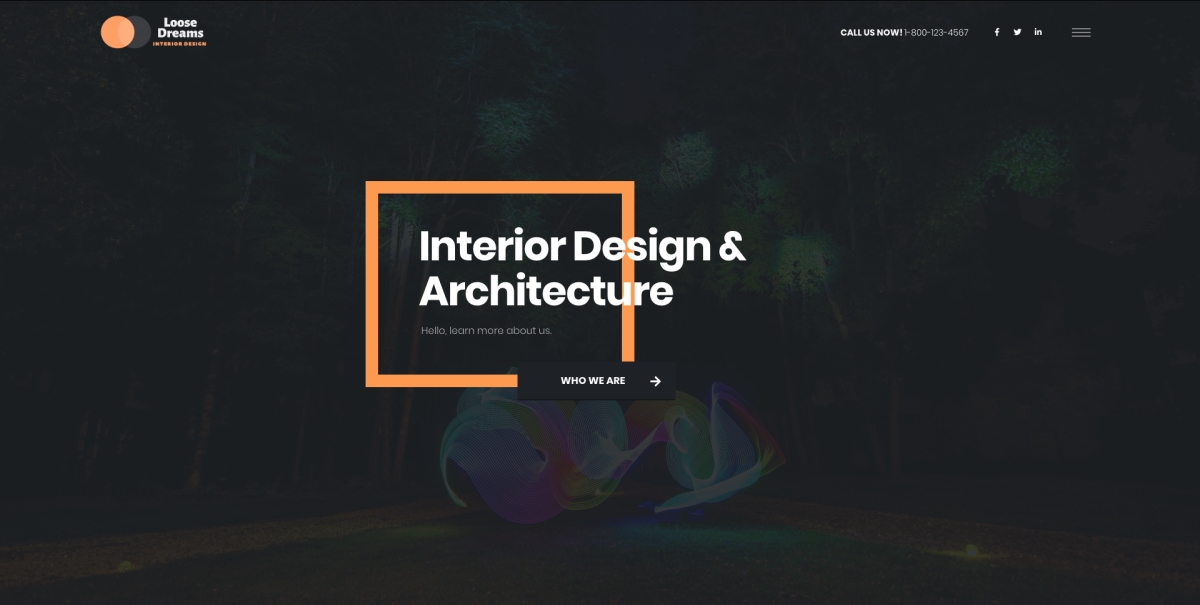 Loose
Dreams
INTERIOR DESIGN
CALL US NOW! 1-800-123-4567
Interior Design &
Architecture
Hello, learn more about us.
WHO WE ARE